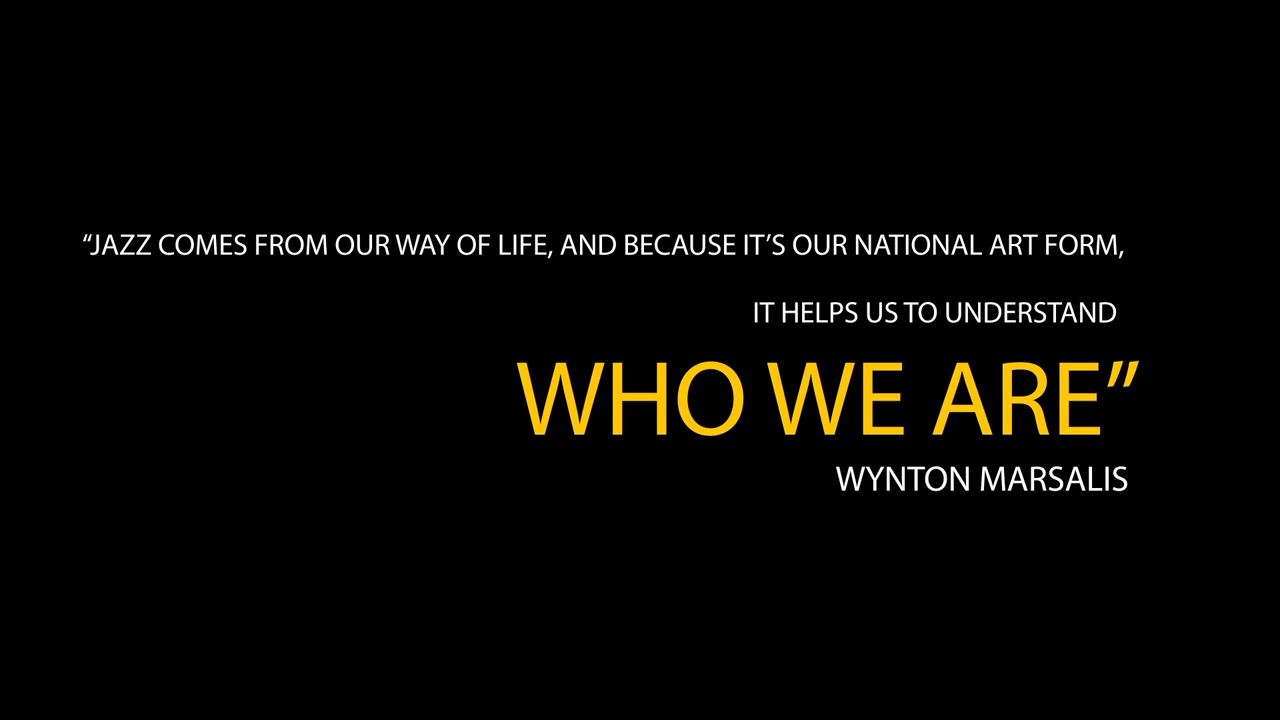 “JAZZ COMES FROM OUR WAY OF LIFE, AND BECAUSE IT’S OUR NATIONAL ART FORM,
IT HELPS US TO UNDERSTAND
WHO WE ARE”
WYNTON MARSALIS